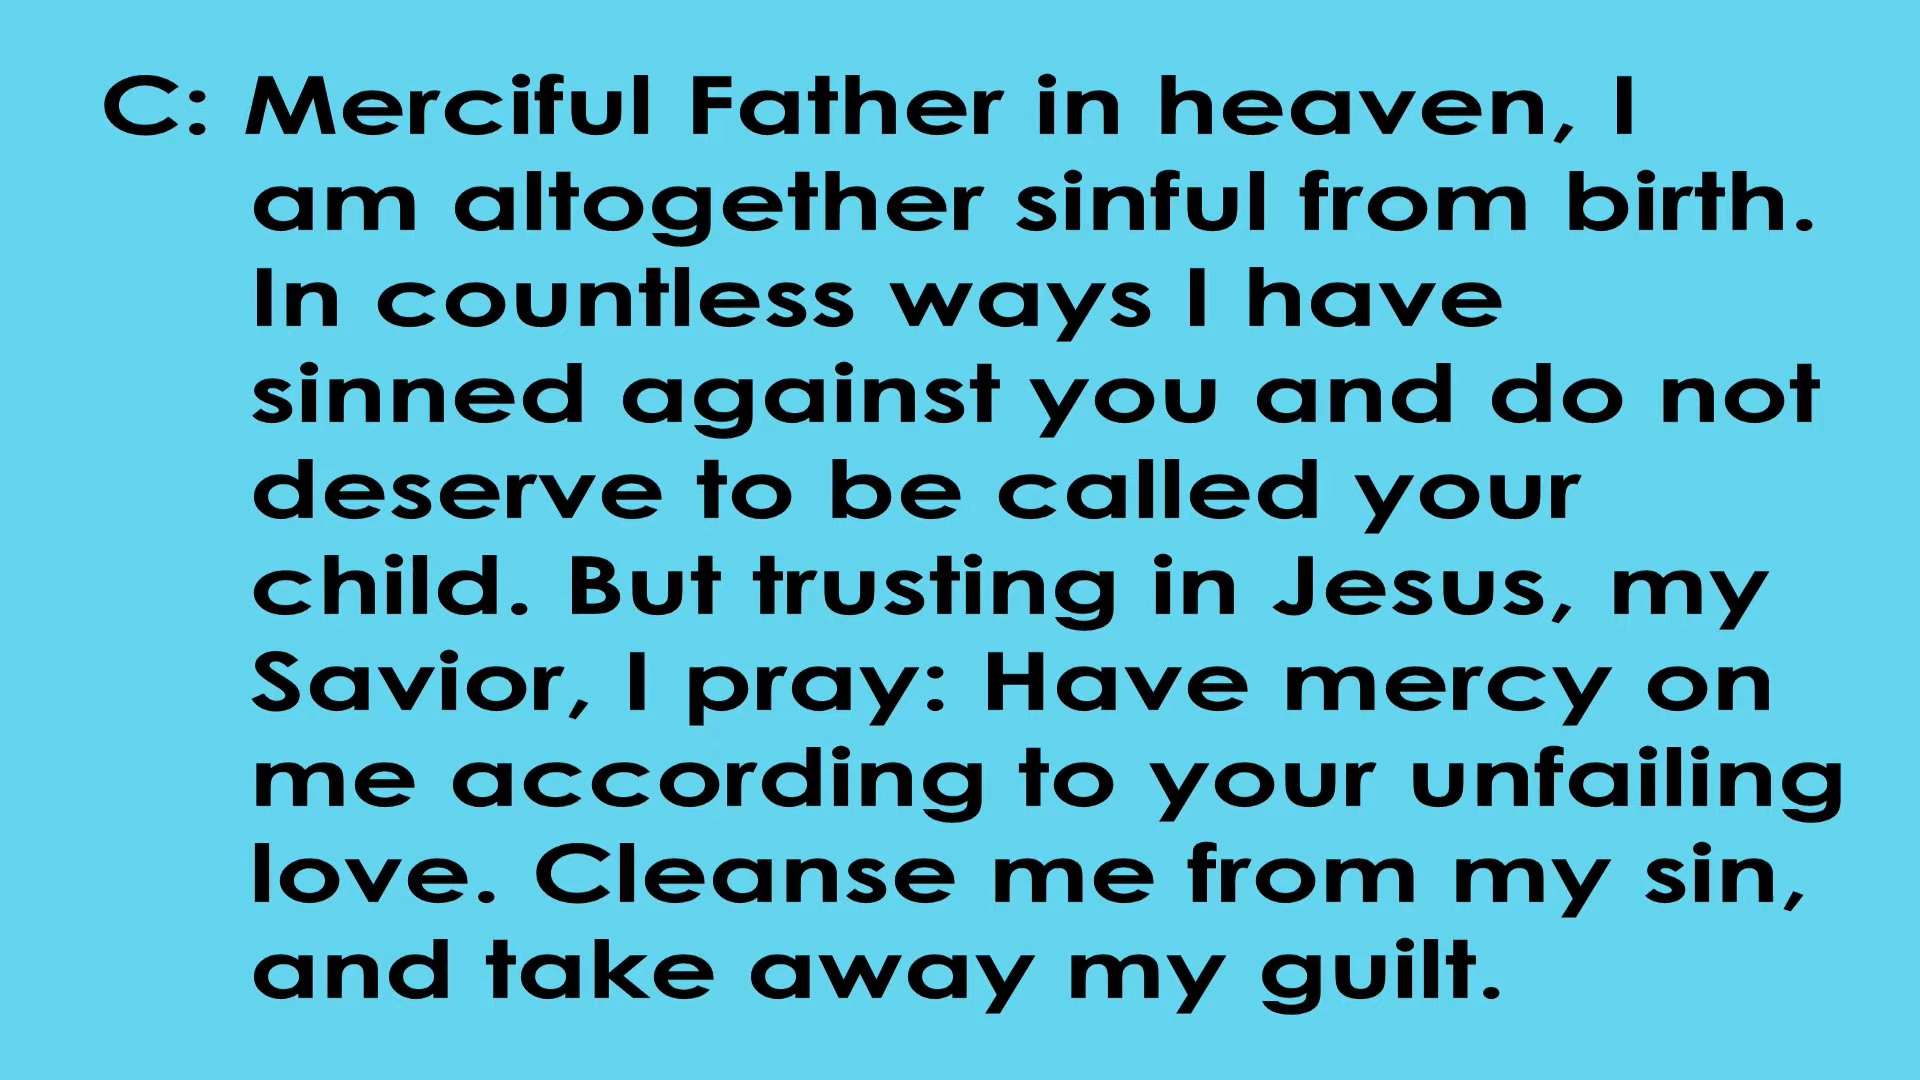 C: Merciful Father in heaven, I
am altogether sinful from birth.
In countless ways I have
sinned against you and do not
deserve to be called your
child. But trusting in Jesus, my
Savior, I pray: Have mercy on
me according to your unfailing
love. Cleanse me from my sin,
and take away my guilt.